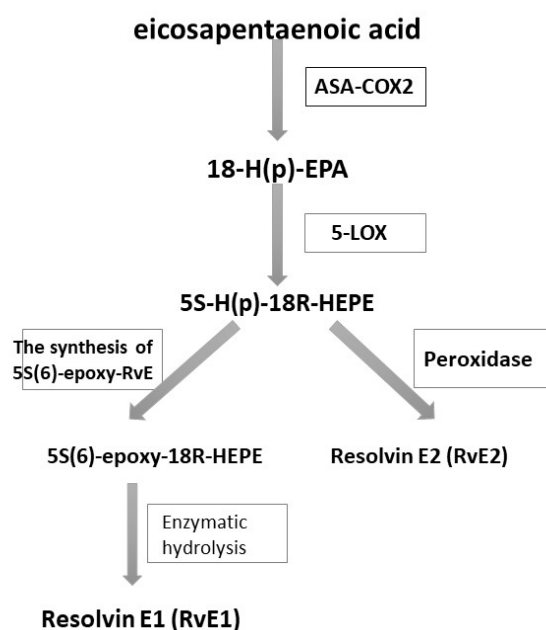 eicosapentaenoic acid
ASA-COX2
18-H(p)-EPA
5-LOX
5S-H(p)-18R-HEPE
The synthesis of
5S(6)-epoxy-RvE
Peroxidase
5S(6)-epoxy-18R-HEPE
Resolvin E2 (RvE2)
Enzymatic
hydrolysis
Resolvin E1 (RvE1)